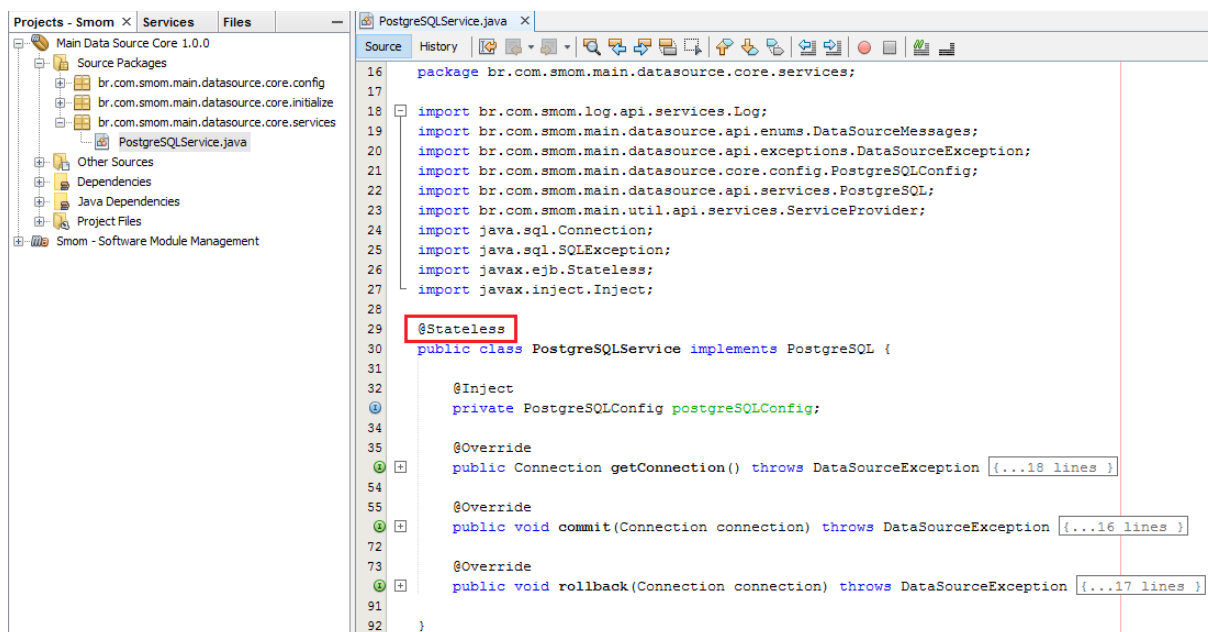 Projects - Smom × Services Files
Main Data Source Core 1.0.0
Source Packages
br.com.smom.main.datasource.core.config
br.com.smom.main.datasource.core.initialize
br.com.smom.main.datasource.core.services
PostgreSQLService.java
Other Sources
Dependencies
Java Dependencies
Project Files
Smom - Software Module Management
PostgreSQLService.java ×
Source History
16 package br.com.smom.main.datasource.core.services;
17
18 import br.com.smom.log.api.services.Log;
19 import br.com.smom.main.datasource.api.enums.DataSourceMessages;
20 import br.com.smom.main.datasource.api.exceptions.DataSourceException;
21 import br.com.smom.main.datasource.core.config.PostgreSQLConfig;
22 import br.com.smom.main.datasource.api.services.PostgreSQL;
23 import br.com.smom.main.util.api.services.ServiceProvider;
24 import java.sql.Connection;
25 import java.sql.SQLException;
26 import javax.ejb.Stateless;
27 import javax.inject.Inject;
28
29 @Stateless
30 public class PostgreSQLService implements PostgreSQL {
31
32 @Inject
private PostgreSQLConfig postgreSQLConfig;
34
35 @Override
public Connection getConnection() throws DataSourceException {...18 lines }
54
55 @Override
public void commit(Connection connection) throws DataSourceException {...16 lines }
72
73 @Override
public void rollback(Connection connection) throws DataSourceException {...17 lines }
91
92 }